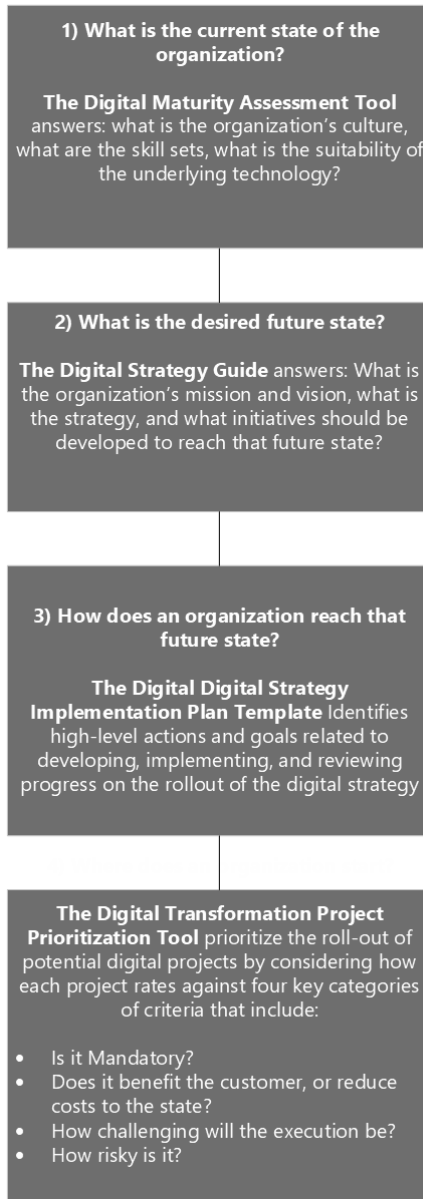 1) What is the current state of the
organization?
The Digital Maturity Assessment Tool
answers: what is the organization's culture,
what are the skill sets, what is the suitability of
the underlying technology?
2) What is the desired future state?
The Digital Strategy Guide answers: What is
the organization's mission and vision, what is
the strategy, and what initiatives should be
developed to reach that future state?
3) How does an organization reach that
future state?
The Digital Digital Strategy
Implementation Plan Template Identifies
high-level actions and goals related to
developing, implementing, and reviewing
progress on the rollout of the digital strategy
The Digital Transformation Project
Prioritization Tool prioritize the roll-out of
potential digital projects by considering how
each project rates against four key categories
of criteria that include:
• Is it Mandatory?
• Does it benefit the customer, or reduce
costs to the state?
• How challenging will the execution be?
• How risky is it?